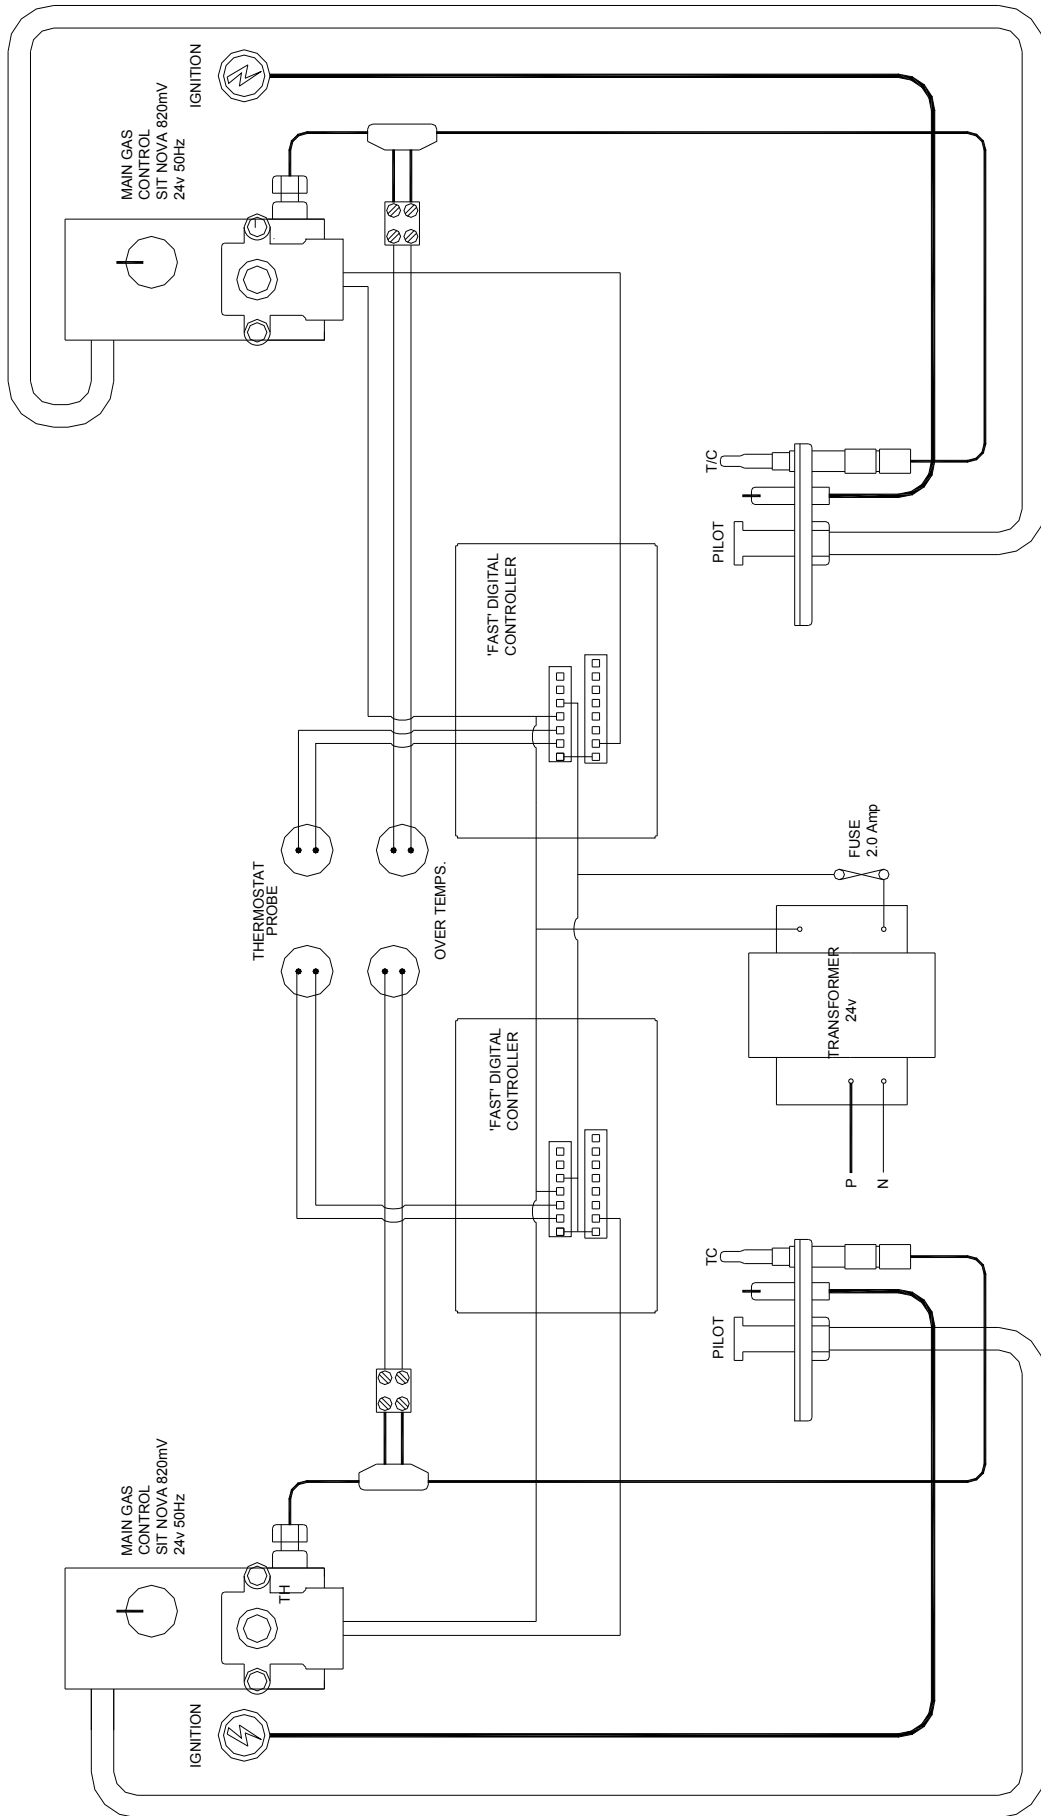 MAIN GAS
CONTROL
SIT NOVA 820mV
24v 50Hz
MAIN GAS
CONTROL
SIT NOVA 820mV
24v 50Hz
IGNITION
IGNITION
THERMOSTAT
PROBE
TH
OVER TEMPS.
'FAST' DIGITAL
CONTROLLER
'FAST' DIGITAL
CONTROLLER
PILOT
TC
PILOT
T/C
TRANSFORMER
24v
FUSE
2.0 Amp
P
N